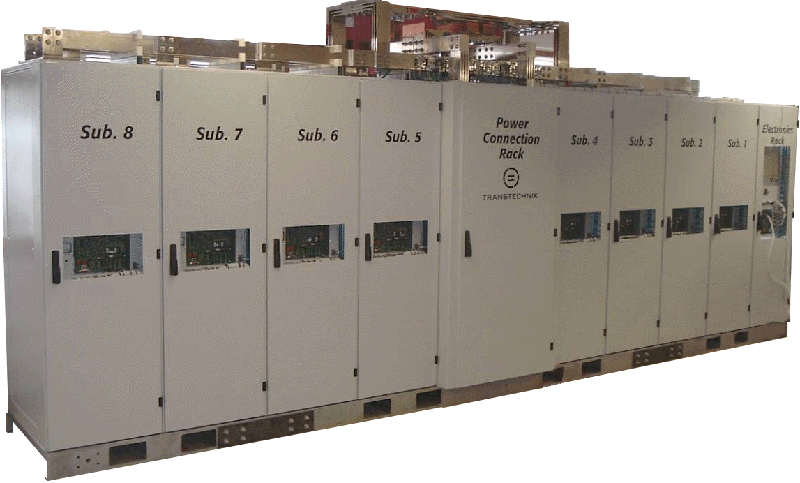 Sub. 8
Sub. 7
Sub. 6
Sub. 5
Power
Connection
Rack
TRANSTECHNIK
Sub. 4
Sub. 3
Sub. 2
Sub. 1
Electronics
Rack